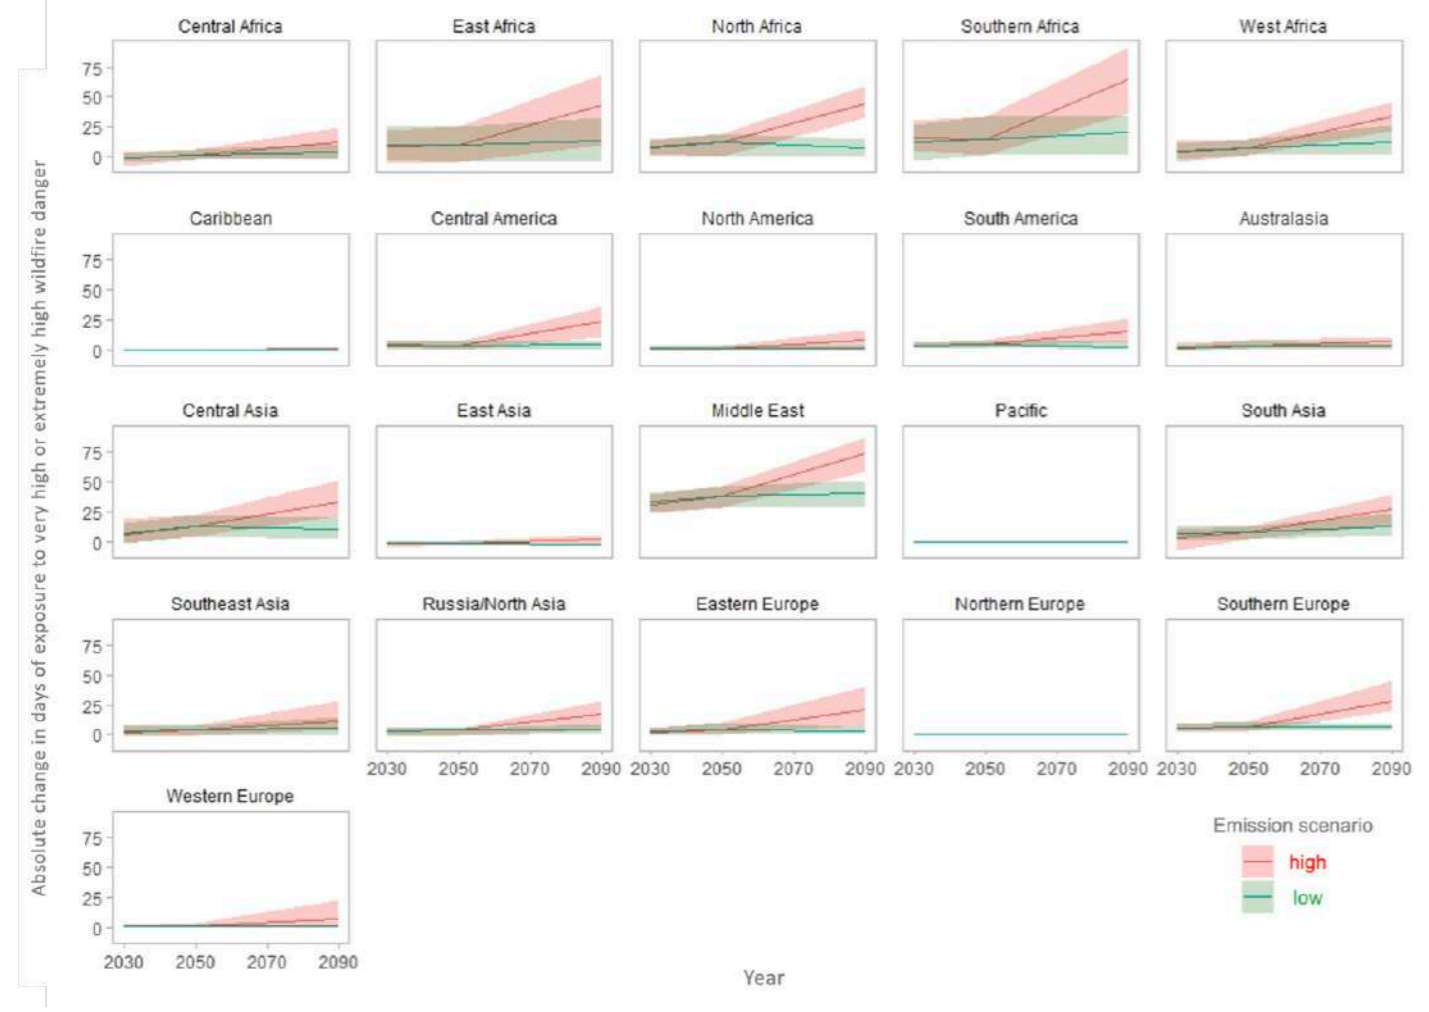 Absolute change in days of exposure to very high or extremely high wildfire danger
Central Africa East Africa North Africa Southern Africa West Africa
75
50
25
0
Caribbean Central America North America South America Australasia
75
50
25
0
Central Asia East Asia Middle East Pacific South Asia
75
50
25
0
Southeast Asia Russia/North Asia Eastern Europe Northern Europe Southern Europe
75
50
25
0
2030 2050 2070 2090 2030 2050 2070 2090 2030 2050 2070 2090 2030 2050 2070 2090
Western Europe
75
50
25
0
2030 2050 2070 2090
Emission scenario
high
low
Year